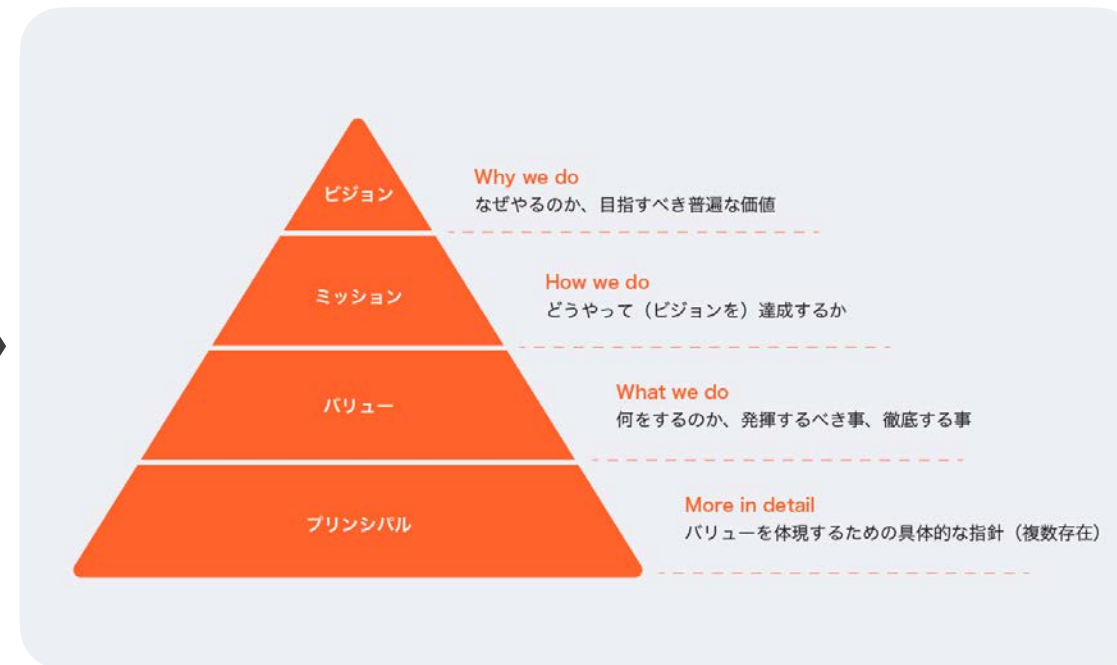 ビジョン
Why we do
なぜやるのか、目指すべき普遍な価値
ミッション
How we do
どうやって（ビジョンを）達成するか
バリュー
What we do
何をするのか、発揮するべき事、徹底する事
プリンシパル
More in detail
バリューを体現するための具体的な指針（複数存在）